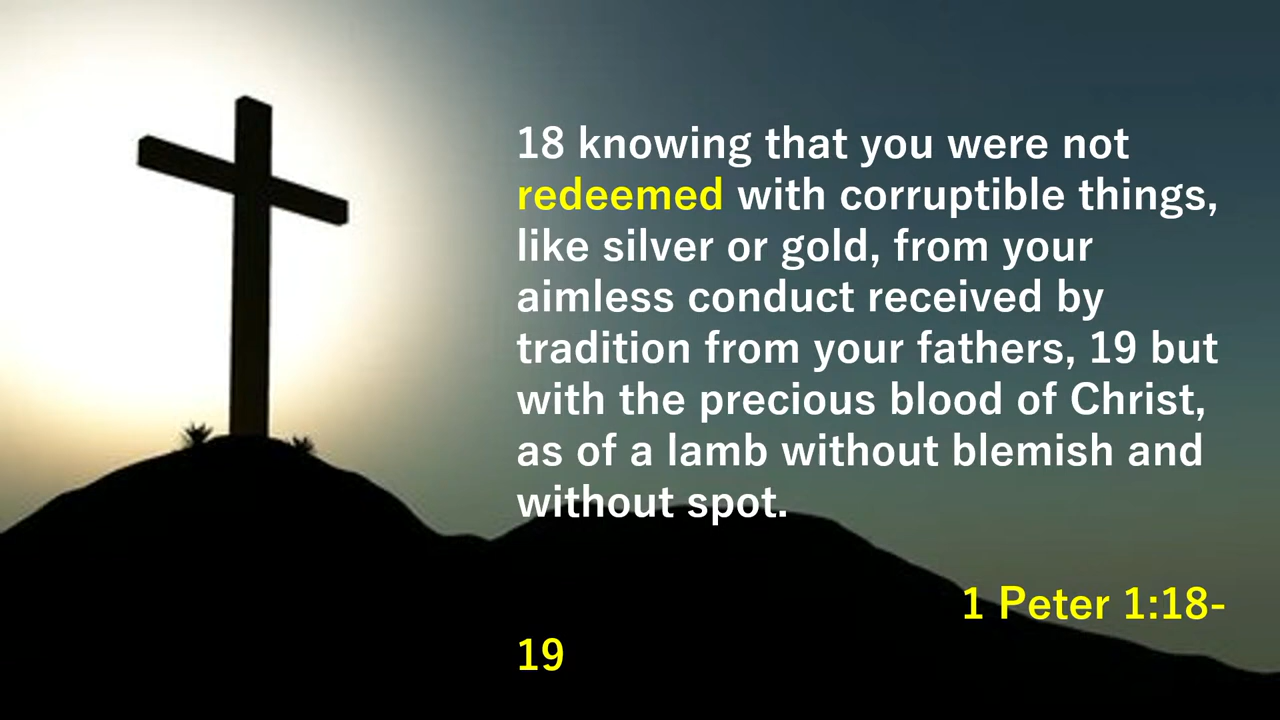 18 knowing that you were not
redeemed with corruptible things,
like silver or gold, from your
aimless conduct received by
tradition from your fathers, 19 but
with the precious blood of Christ,
as of a lamb without blemish and
without spot.
1 Peter 1:18-
19